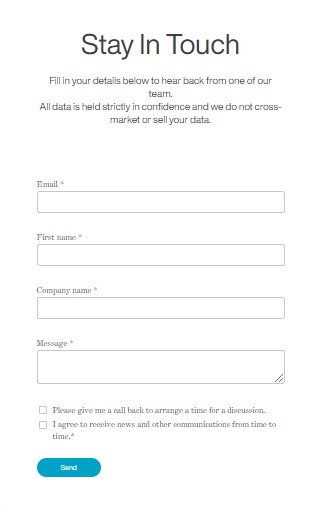 Stay In Touch
Fill in your details below to hear back from one of our
team.
All data is held strictly in confidence and we do not cross-
market or sell your data.
Email *
First name *
Company name *
Message *
Please give me a call back to arrange a time for a discussion.
I agree to receive news and other communications from time to
time.*
Send